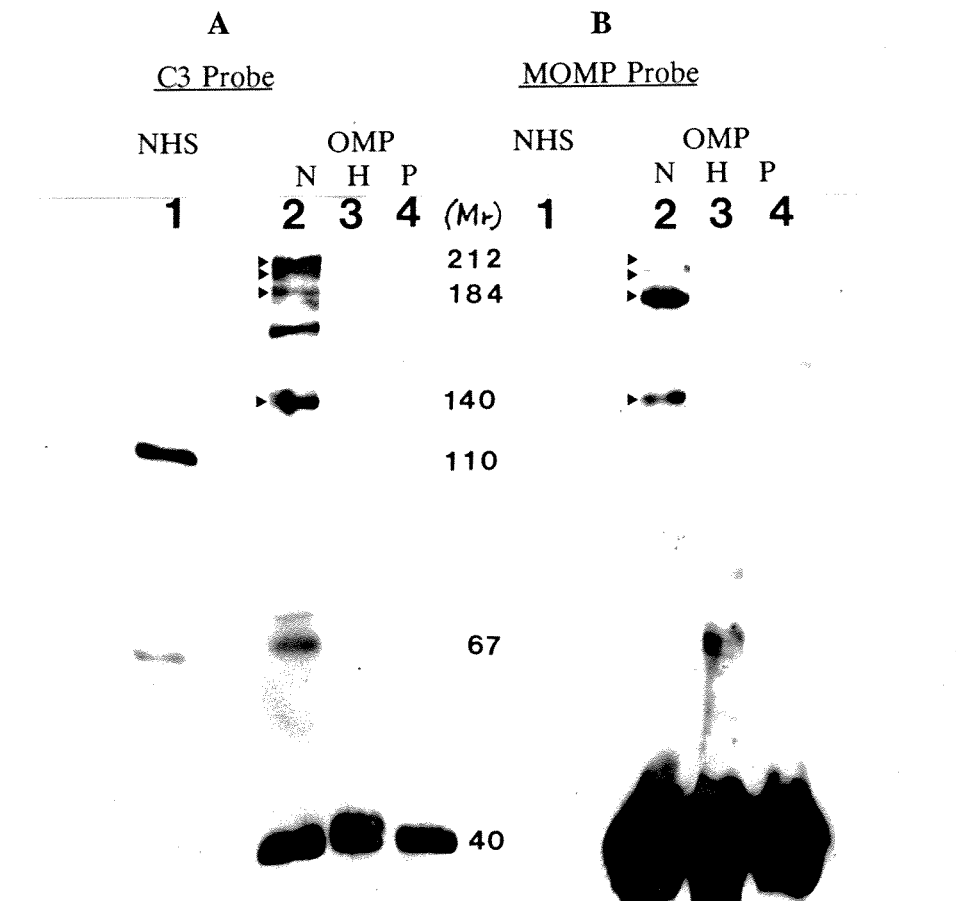 A B
C3 Probe MOMP Probe
NHS OMP NHS OMP
N H P N H P
1 2 3 4 (Mr) 1 2 3 4
212
184
140
110
67
40